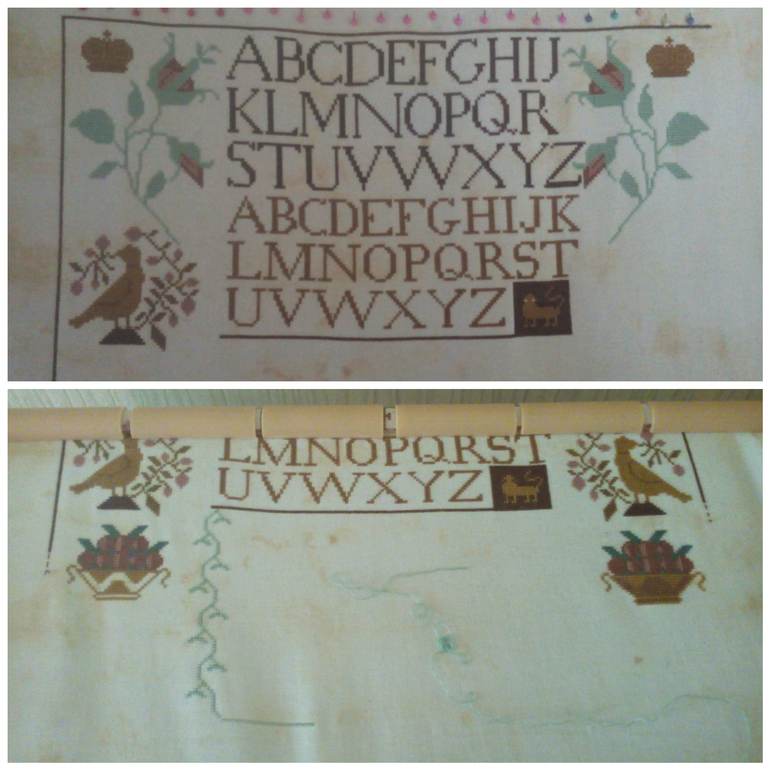 ABCDEFGHIJ
KLMNOPQR
STUVWXYZ
ABCDEFGHIJK
LMNOPQRST
UVWXYZ
LMNOPQRST
UVWXYZ